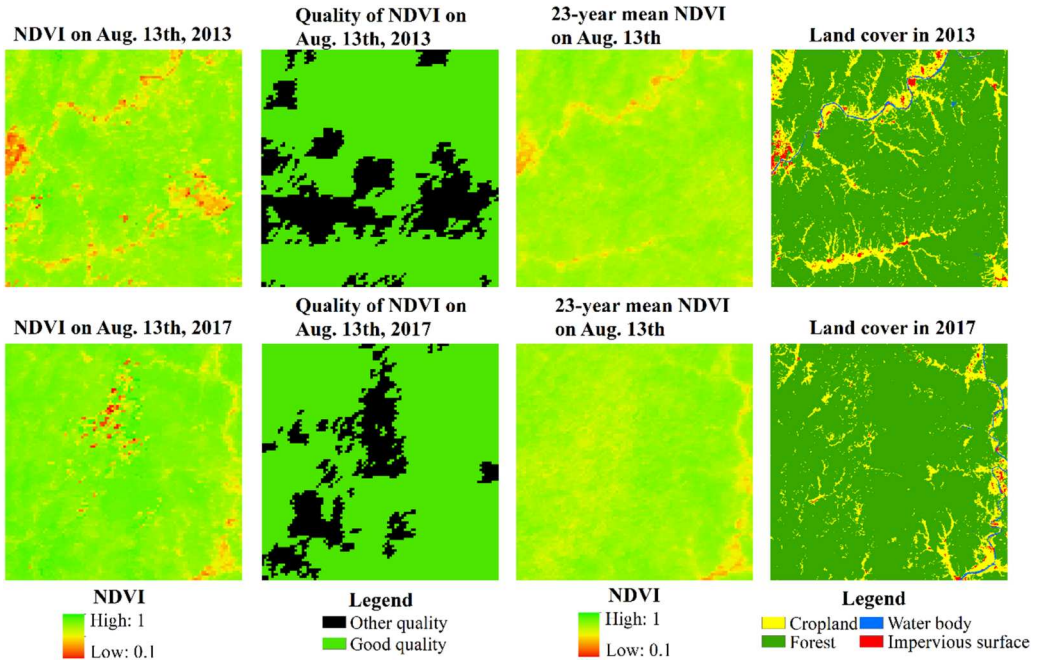 NDVI on Aug. 13th, 2013
Quality of NDVI on
Aug. 13th, 2013
23-year mean NDVI
on Aug. 13th
Land cover in 2013
NDVI on Aug. 13th, 2017
Quality of NDVI on
Aug. 13th, 2017
23-year mean NDVI
on Aug. 13th
Land cover in 2017
NDVI
High: 1
Low: 0.1
Legend
Other quality
Good quality
NDVI
High: 1
Low: 0.1
Legend
Cropland
Water body
Forest
Impervious surface